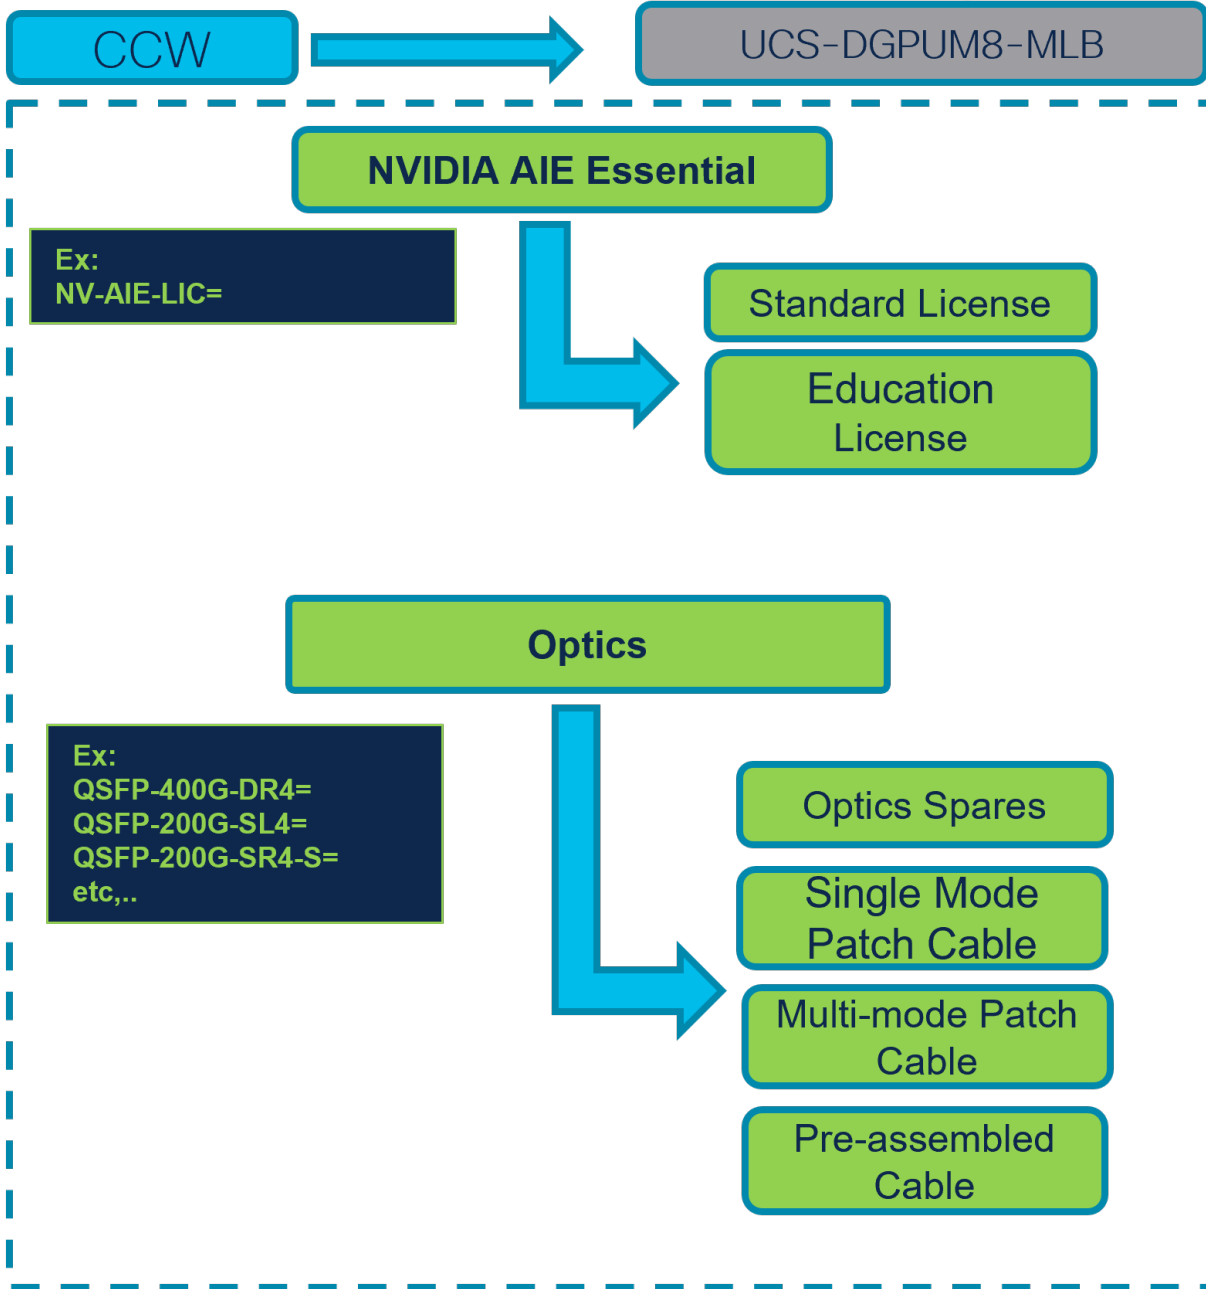 CCW
UCS-DGPUM8-MLB
NVIDIA AIE Essential
Ex:
NV-AIE-LIC=
Standard License
Education
License
Optics
Ex:
QSFP-400G-DR4=
QSFP-200G-SL4=
QSFP-200G-SR4-S=
etc,..
Optics Spares
Single Mode
Patch Cable
Multi-mode Patch
Cable
Pre-assembled
Cable